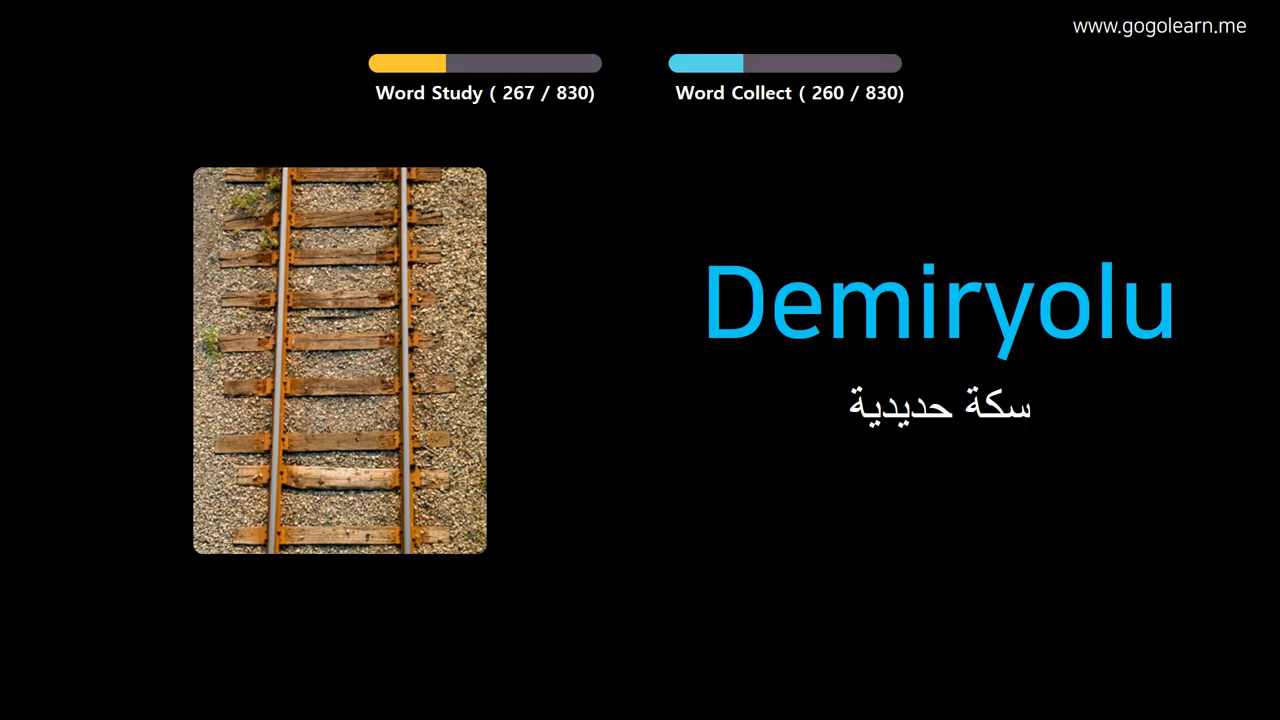 www.gogolearn.me
Word Study ( 267 / 830)
Word Collect ( 260 / 830)
Demiryolu
سكة حديدية